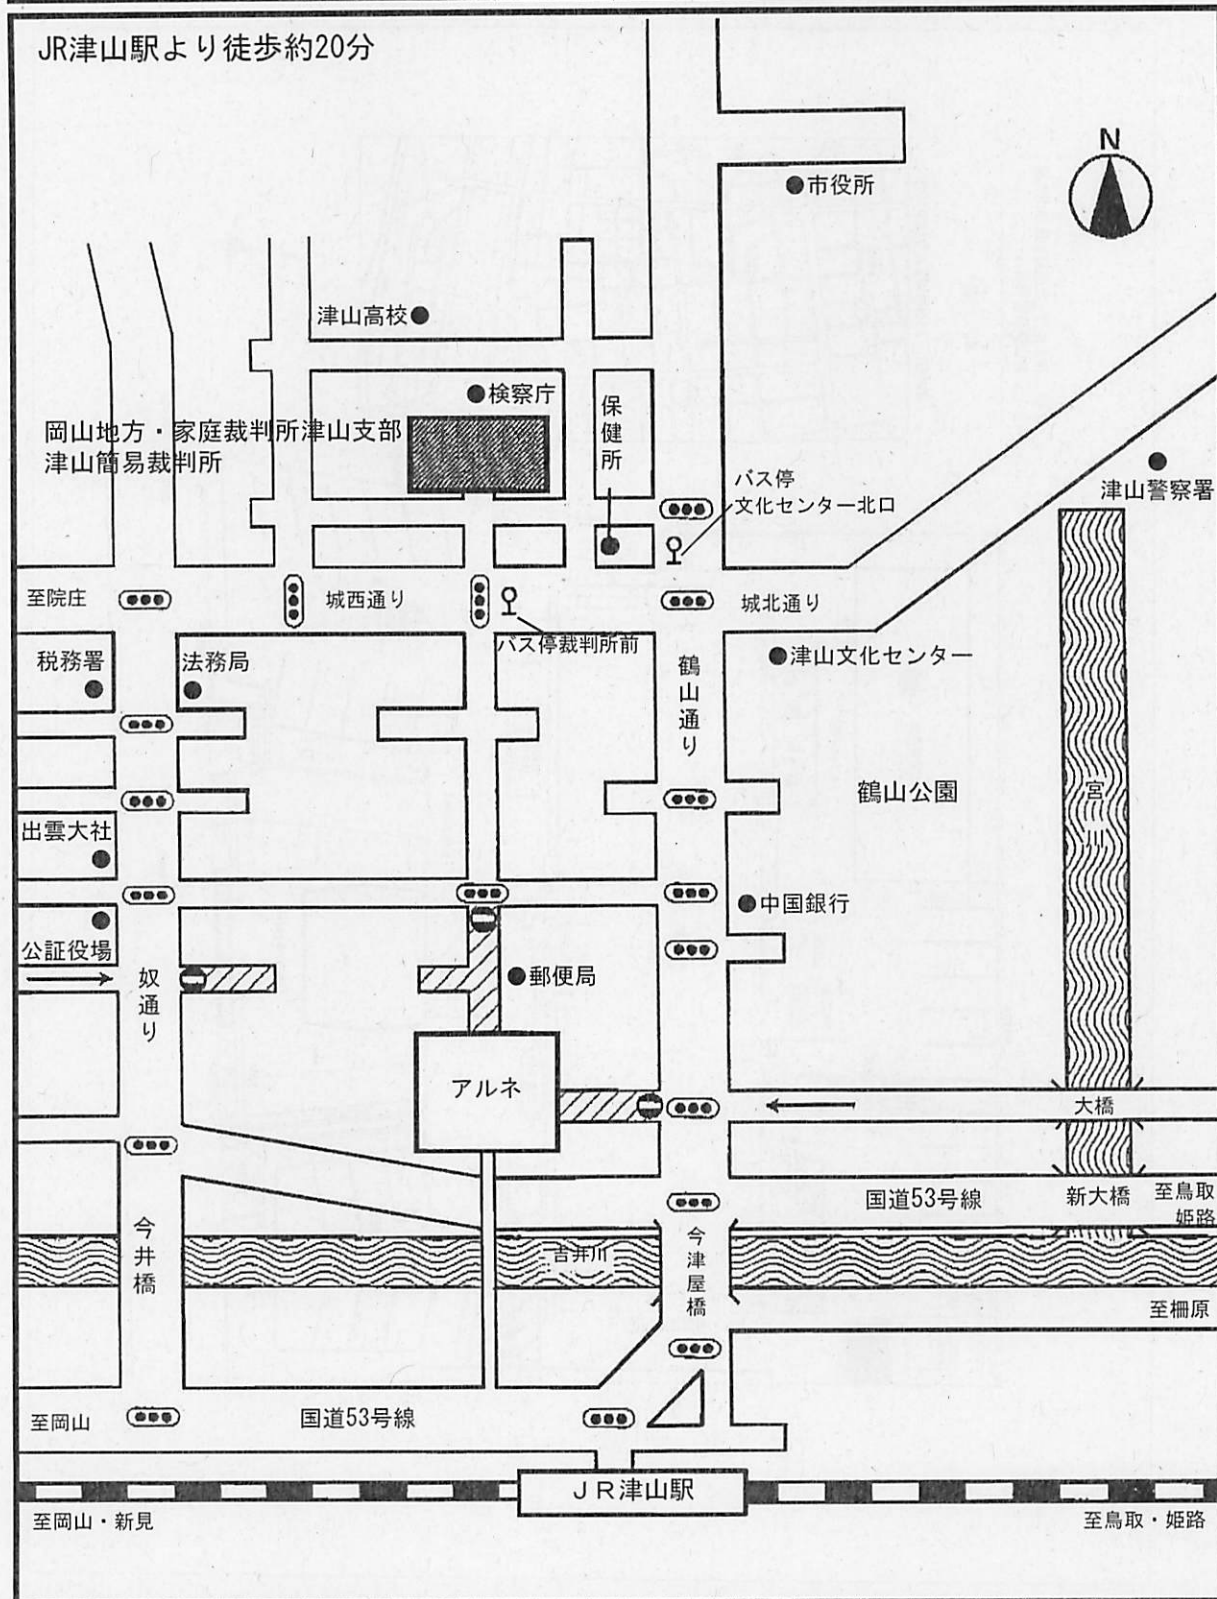 JR津山駅より徒歩約20分
N
市役所
津山高校
検察庁
岡山地方・家庭裁判所津山支部
津山簡易裁判所
保健所
バス停
文化センター北口
津山警察署
至院庄
城西通り
城北通り
バス停裁判所前
税務署
法務局
鶴山通り
津山文化センター
鶴山公園
宮川
出雲大社
中国銀行
公証役場
奴通り
郵便局
アルネ
大橋
国道53号線
新大橋
至鳥取
姫路
今井橋
吉井川
今津屋橋
至柵原
至岡山
国道53号線
JR津山駅
至岡山・新見
至鳥取・姫路